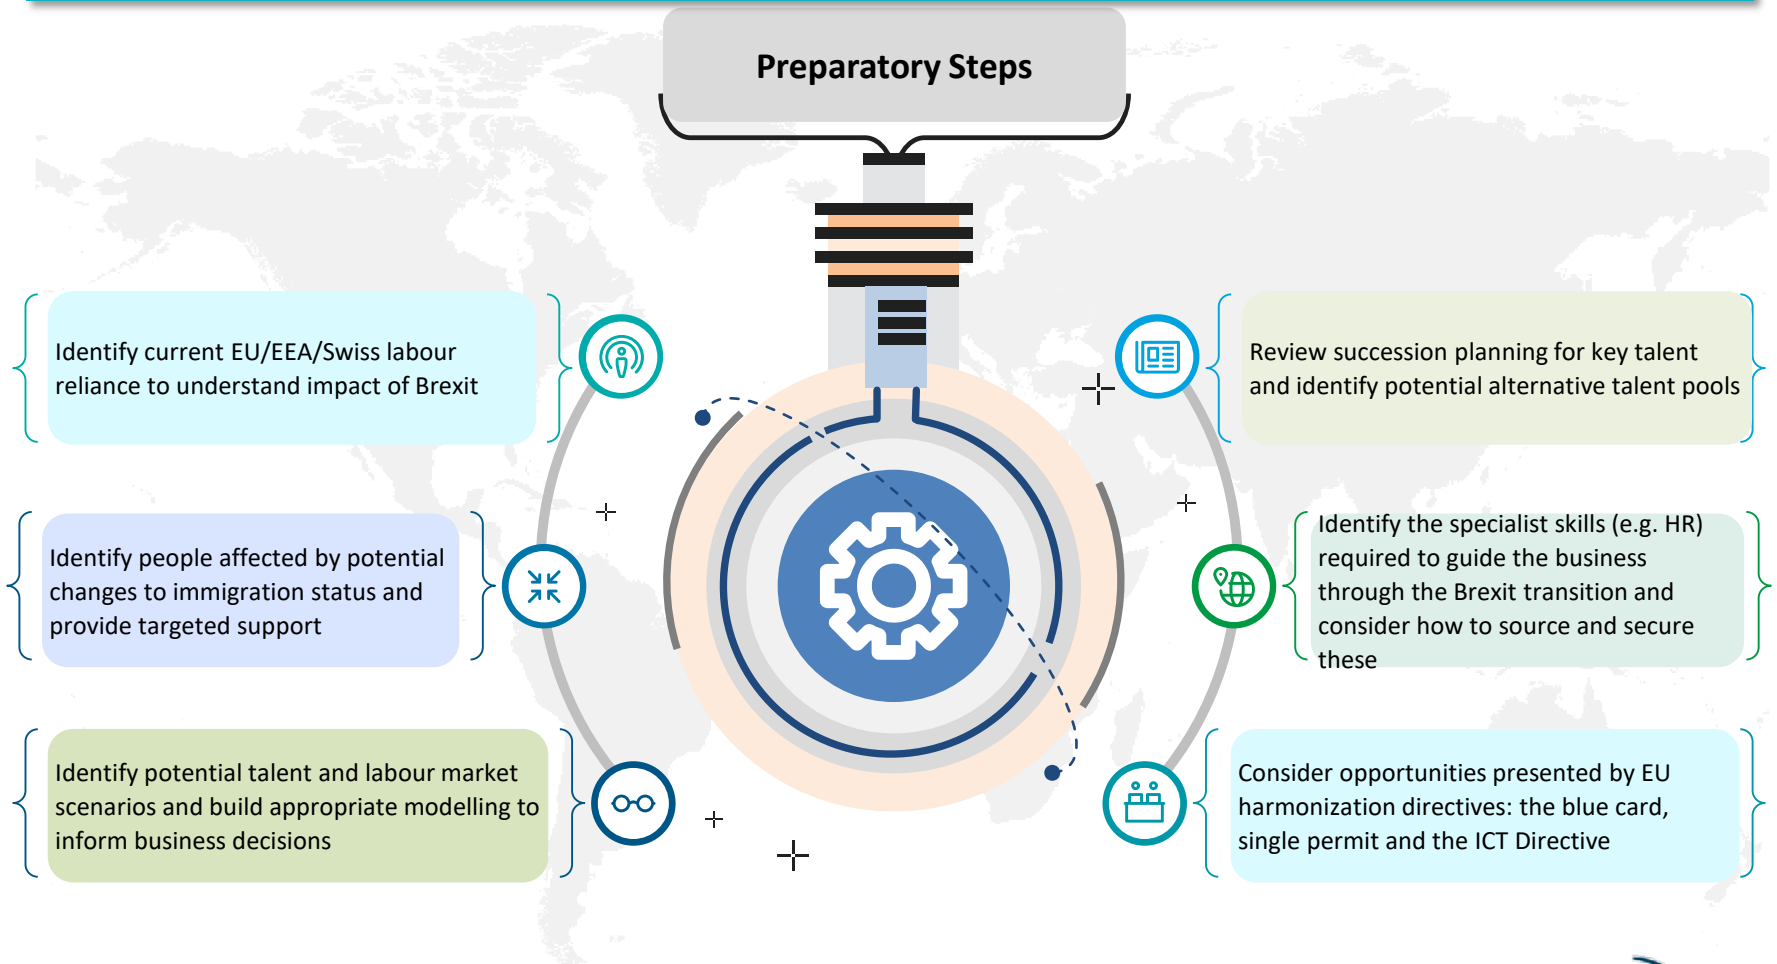 Preparatory Steps
Identify current EU/EEA/Swiss labour
reliance to understand impact of Brexit
Identify people affected by potential
changes to immigration status and
provide targeted support
Identify potential talent and labour market
scenarios and build appropriate modelling to
inform business decisions
Review succession planning for key talent
and identify potential alternative talent pools
Identify the specialist skills (e.g. HR)
required to guide the business
through the Brexit transition and
consider how to source and secure
these
Consider opportunities presented by EU
harmonization directives: the blue card,
single permit and the ICT Directive